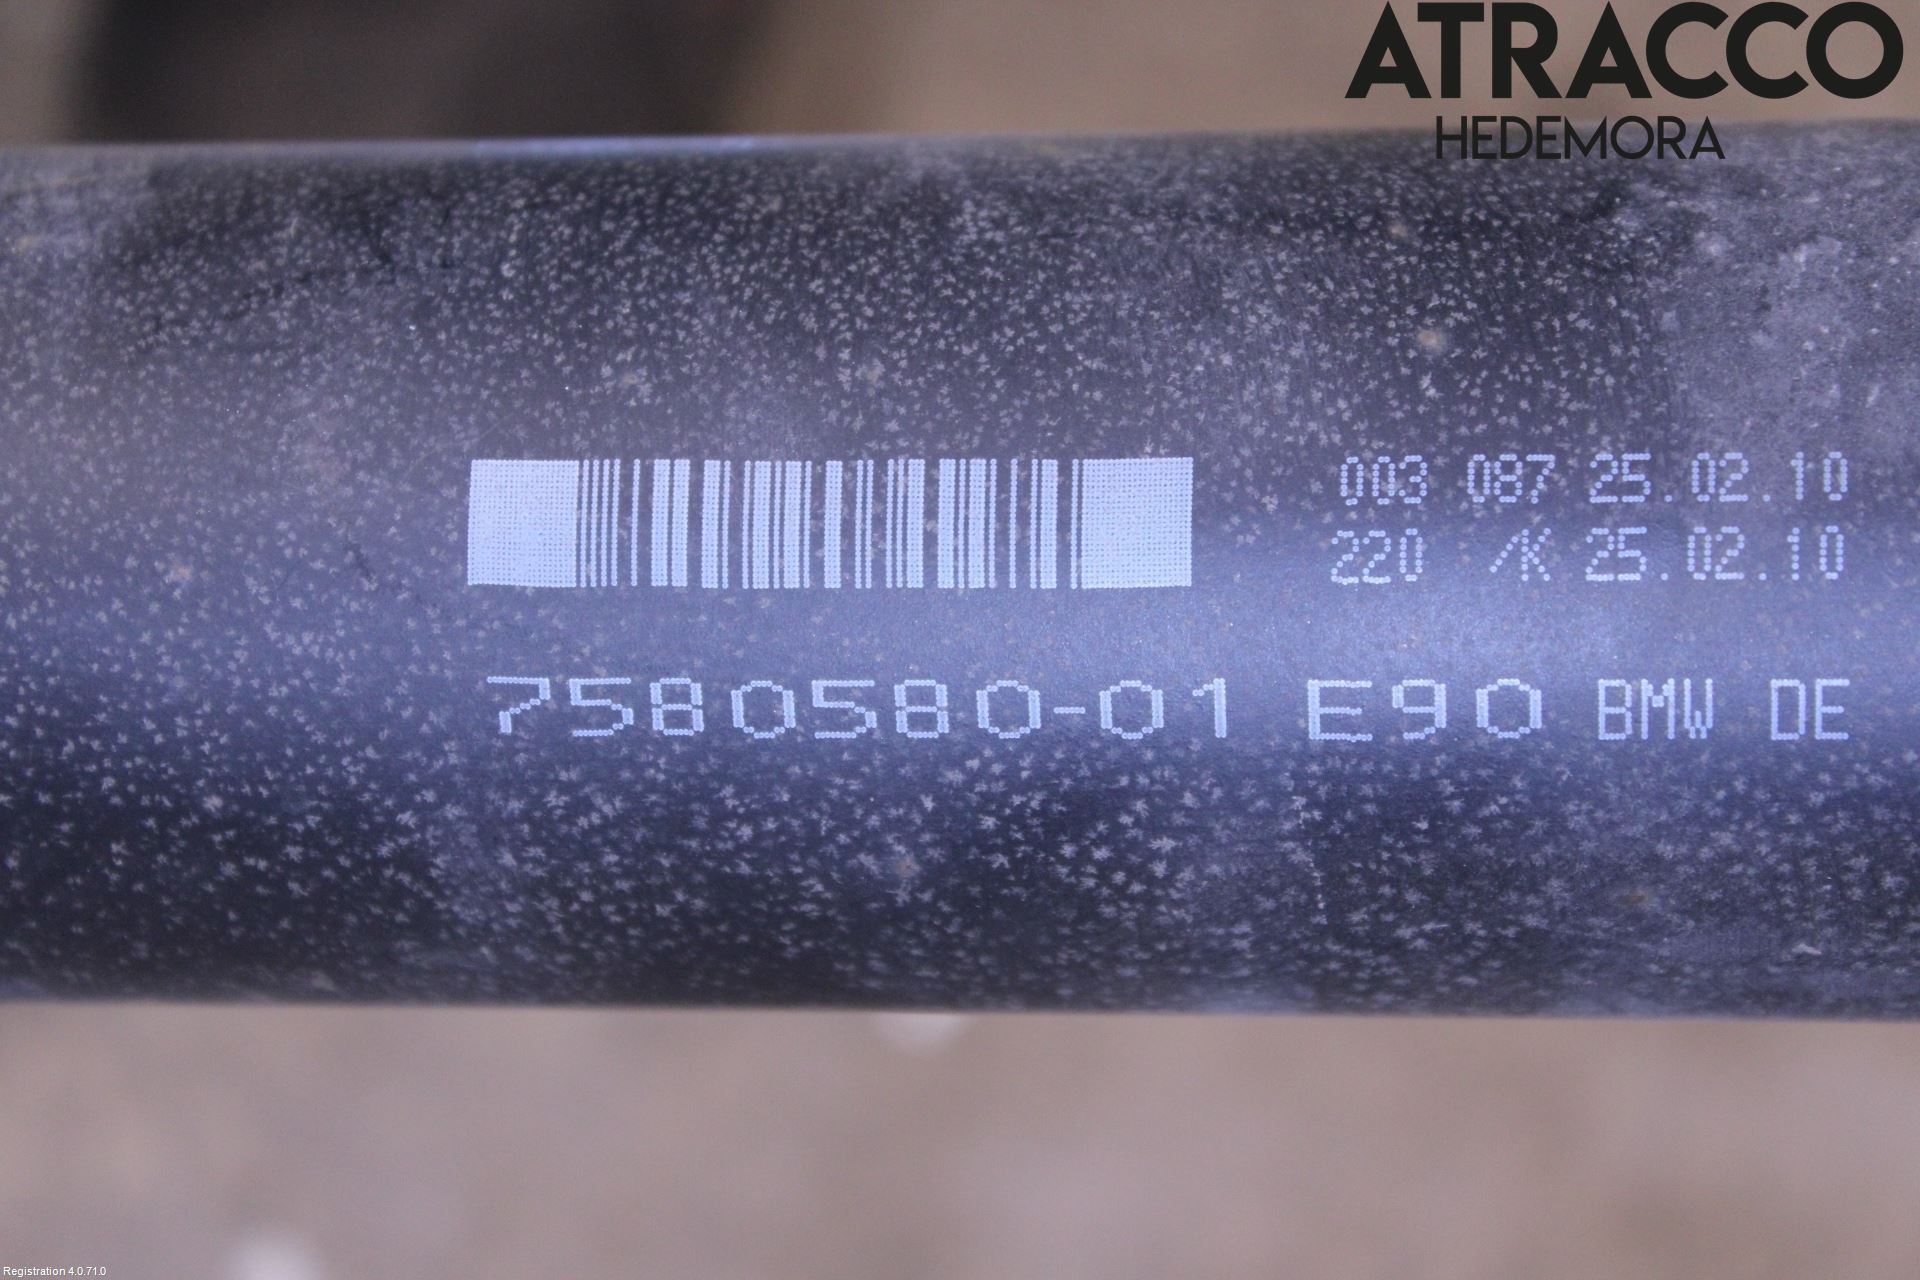 ATRACCO
HEDEMORA
003 087 25.02.10
220 /K 25.02.10
7580580-01 E90 BMW DE
Registration 4.0.71.0